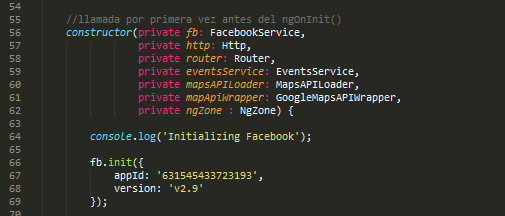 54
55 //llamada por primera vez antes del ngOnInit()
56 constructor(private fb: FacebookService,
57 private http: Http,
58 private router: Router,
59 private eventsService: EventsService,
60 private mapsAPILoader: MapsAPILoader,
61 private mapApiWrapper: GoogleMapsAPIWrapper,
62 private ngZone : NgZone) {
63
64 console.log('Initializing Facebook');
65
66 fb.init({
67 appId: '631545433723193',
68 version: 'v2.9'
69 });
70